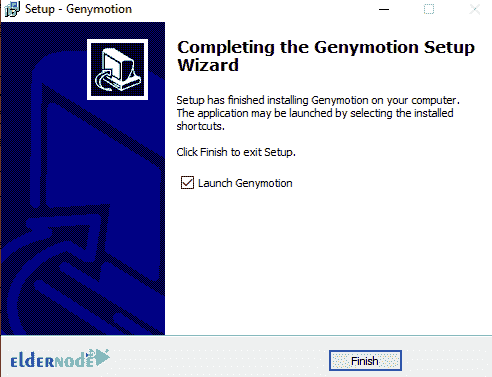 Setup - Genymotion
Completing the Genymotion Setup
Wizard
Setup has finished installing Genymotion on your computer.
The application may be launched by selecting the installed
shortcuts.
Click Finish to exit Setup.
Launch Genymotion
ELDERNODE
Finish